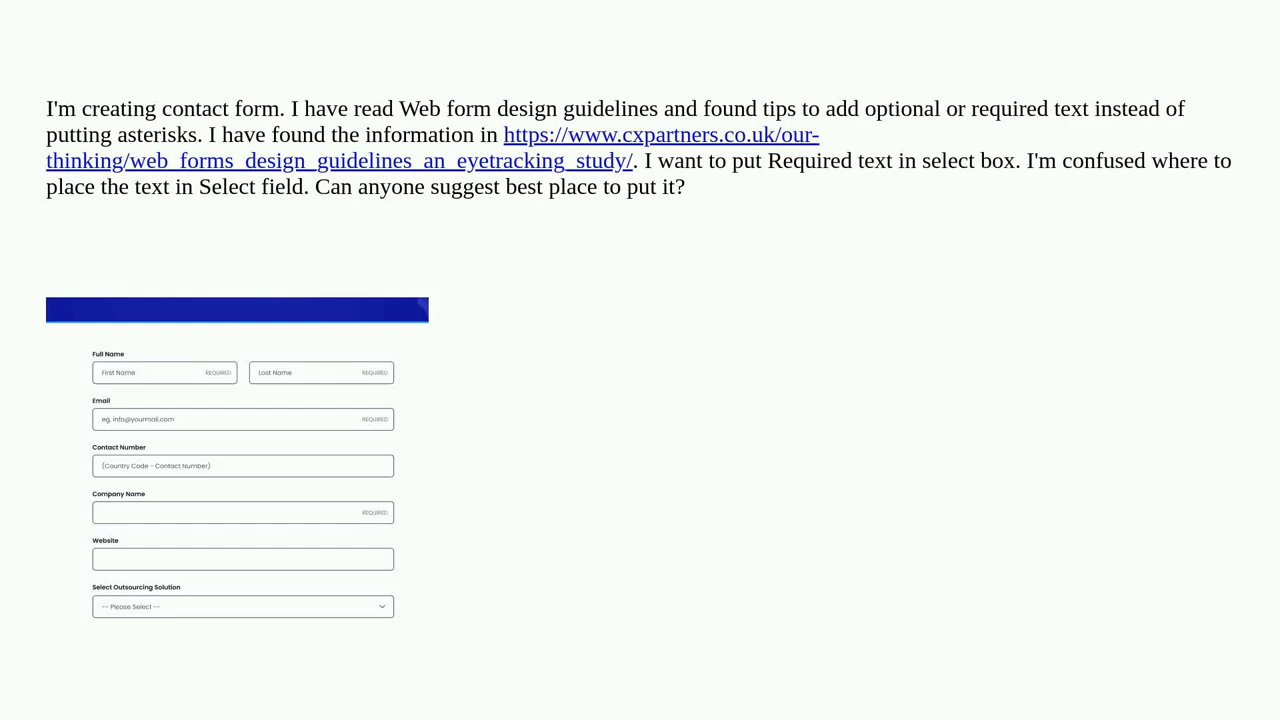 I'm creating contact form. I have read Web form design guidelines and found tips to add optional or required text instead of
putting asterisks. I have found the information in https://www.cxpartners.co.uk/our-
thinking/web_forms_design_guidelines_an_eyetracking_study/. I want to put Required text in select box. I'm confused where to
place the text in Select field. Can anyone suggest best place to put it?
Full Name
First Name REQUIRED Last Name REQUIRED
Email
eg. info@yourmail.com REQUIRED
Contact Number
(Country Code - Contact Number)
Company Name
REQUIRED
Website
Select Outsourcing Solution
-- Please Select --